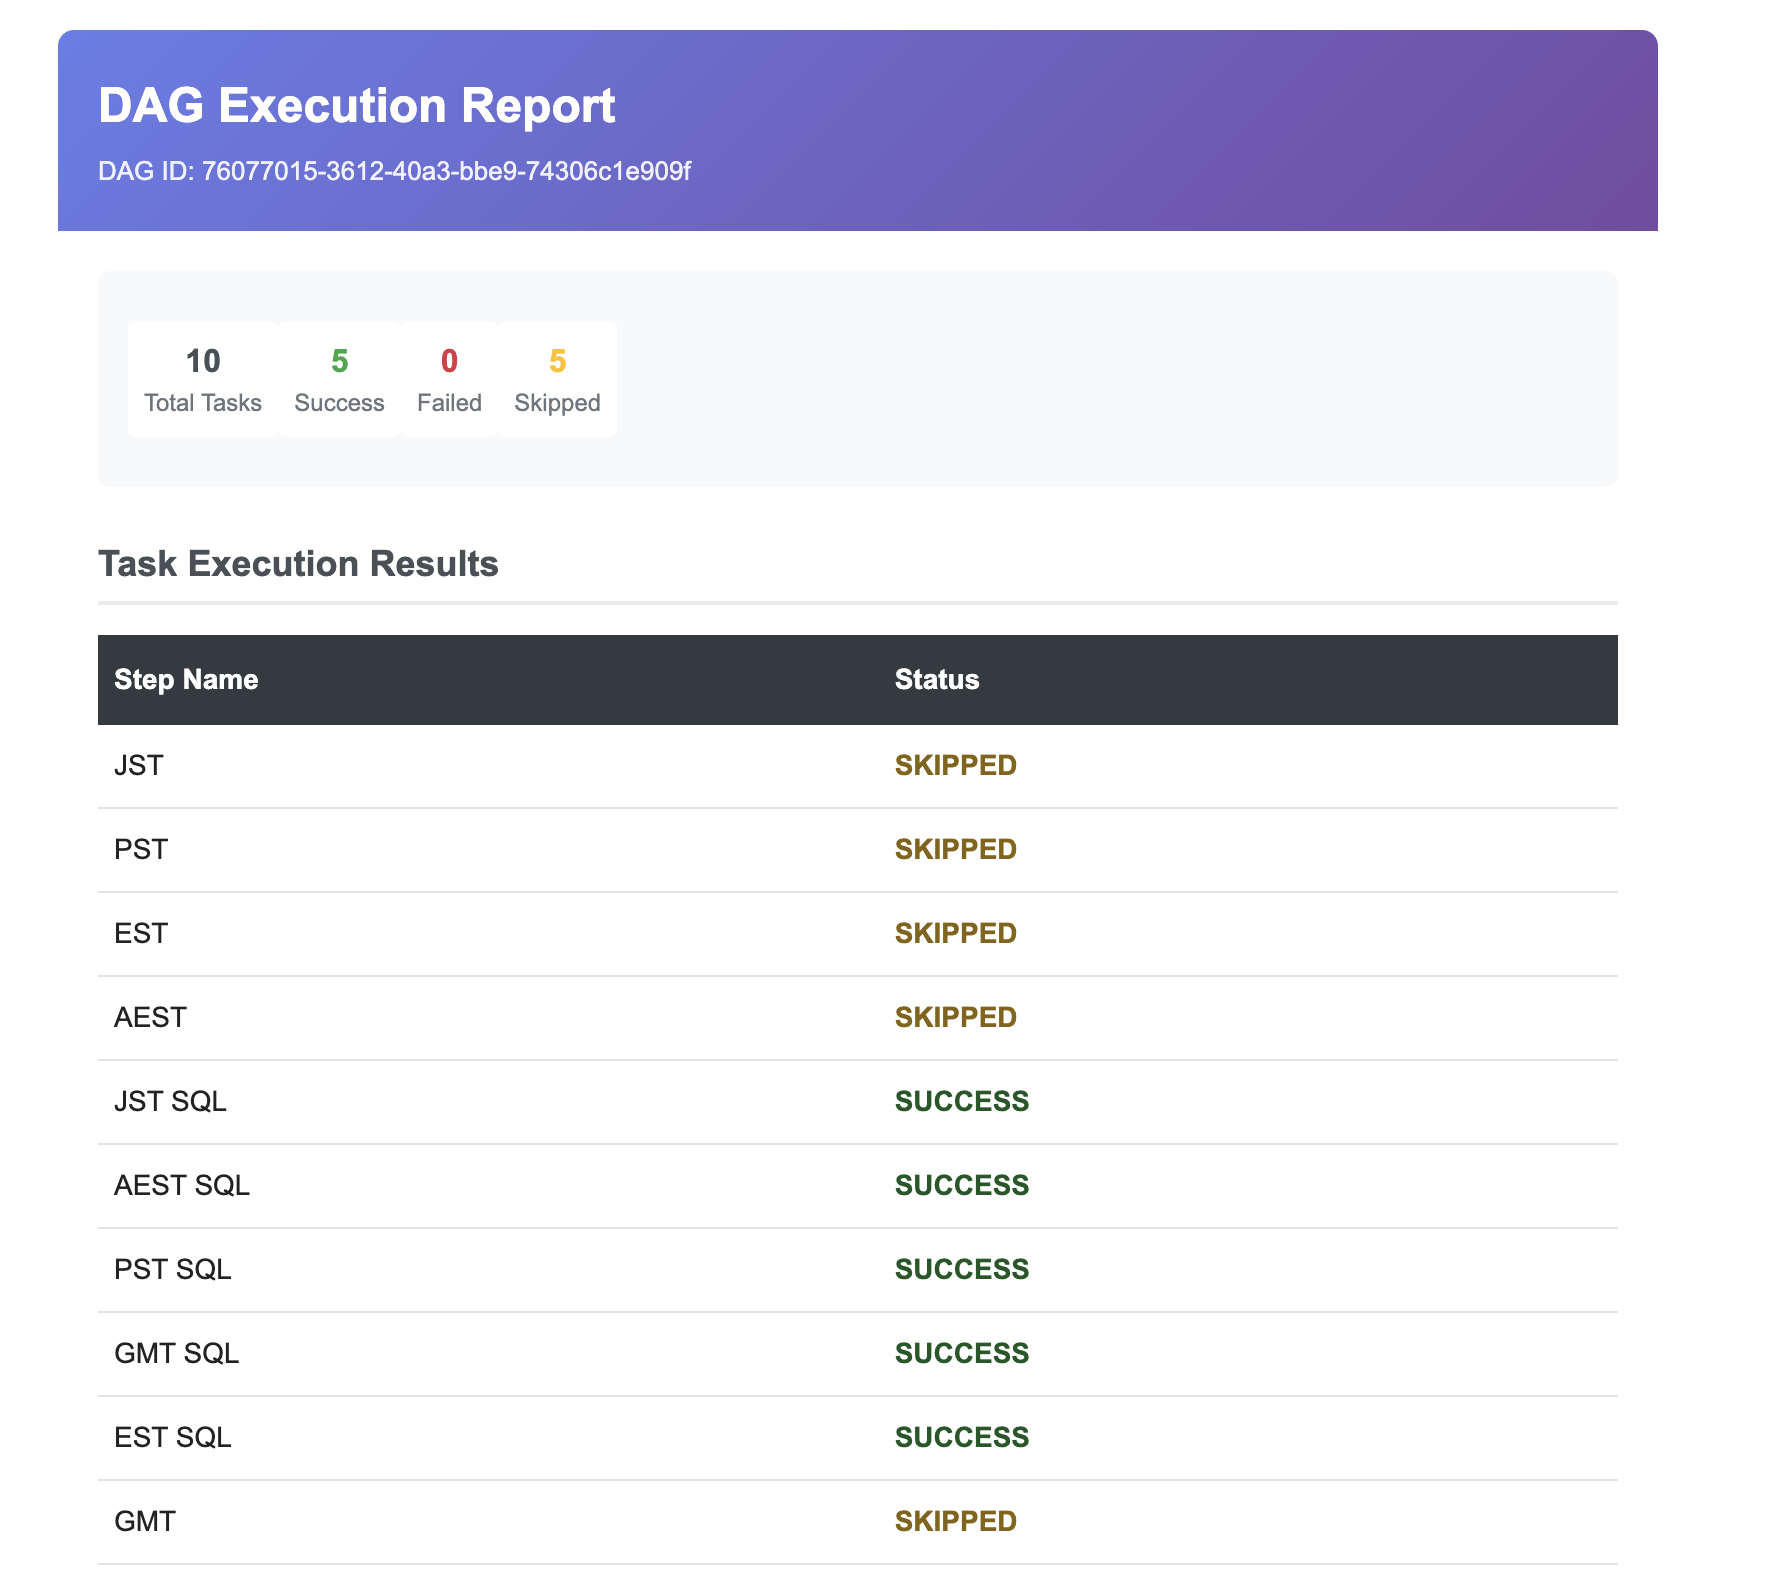 DAG Execution Report
DAG ID: 76077015-3612-40a3-bbe9-74306c1e909f
10 5 0 5
Total Tasks Success Failed Skipped
Task Execution Results
Step Name Status
JST SKIPPED
PST SKIPPED
EST SKIPPED
AEST SKIPPED
JST SQL SUCCESS
AEST SQL SUCCESS
PST SQL SUCCESS
GMT SQL SUCCESS
EST SQL SUCCESS
GMT SKIPPED